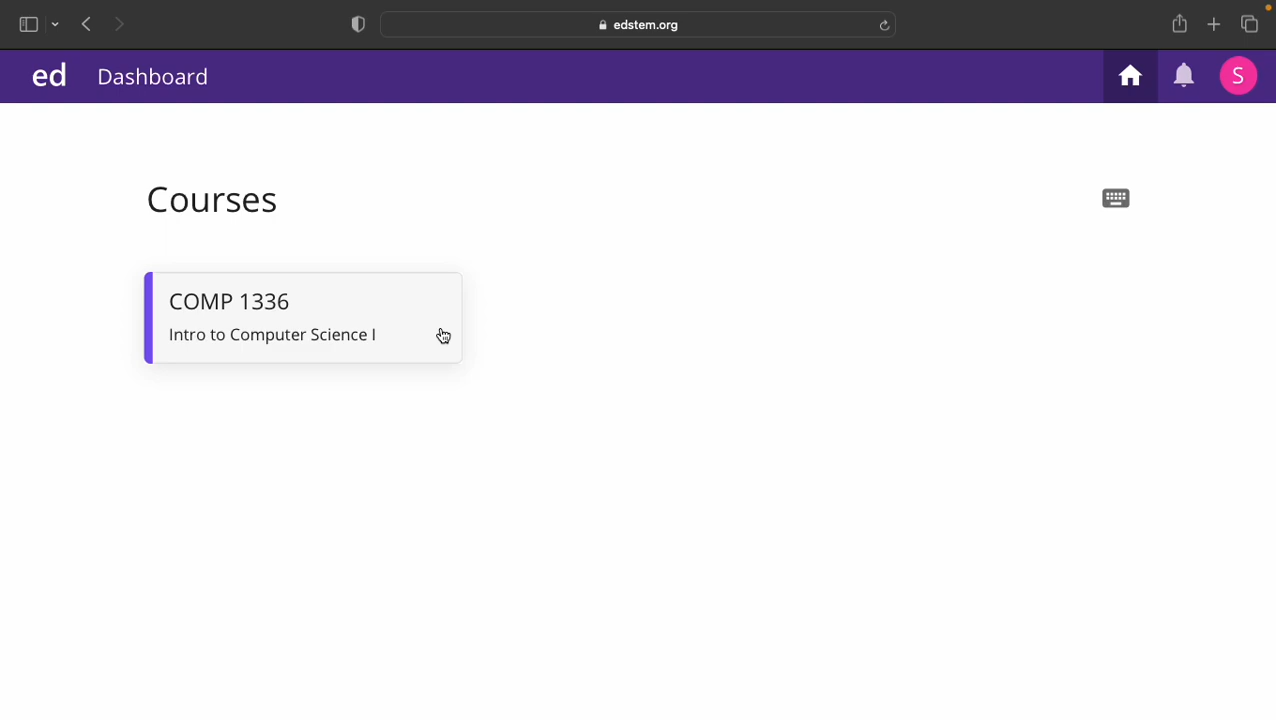 edstem.org
ed Dashboard S
Courses
COMP 1336
Intro to Computer Science I